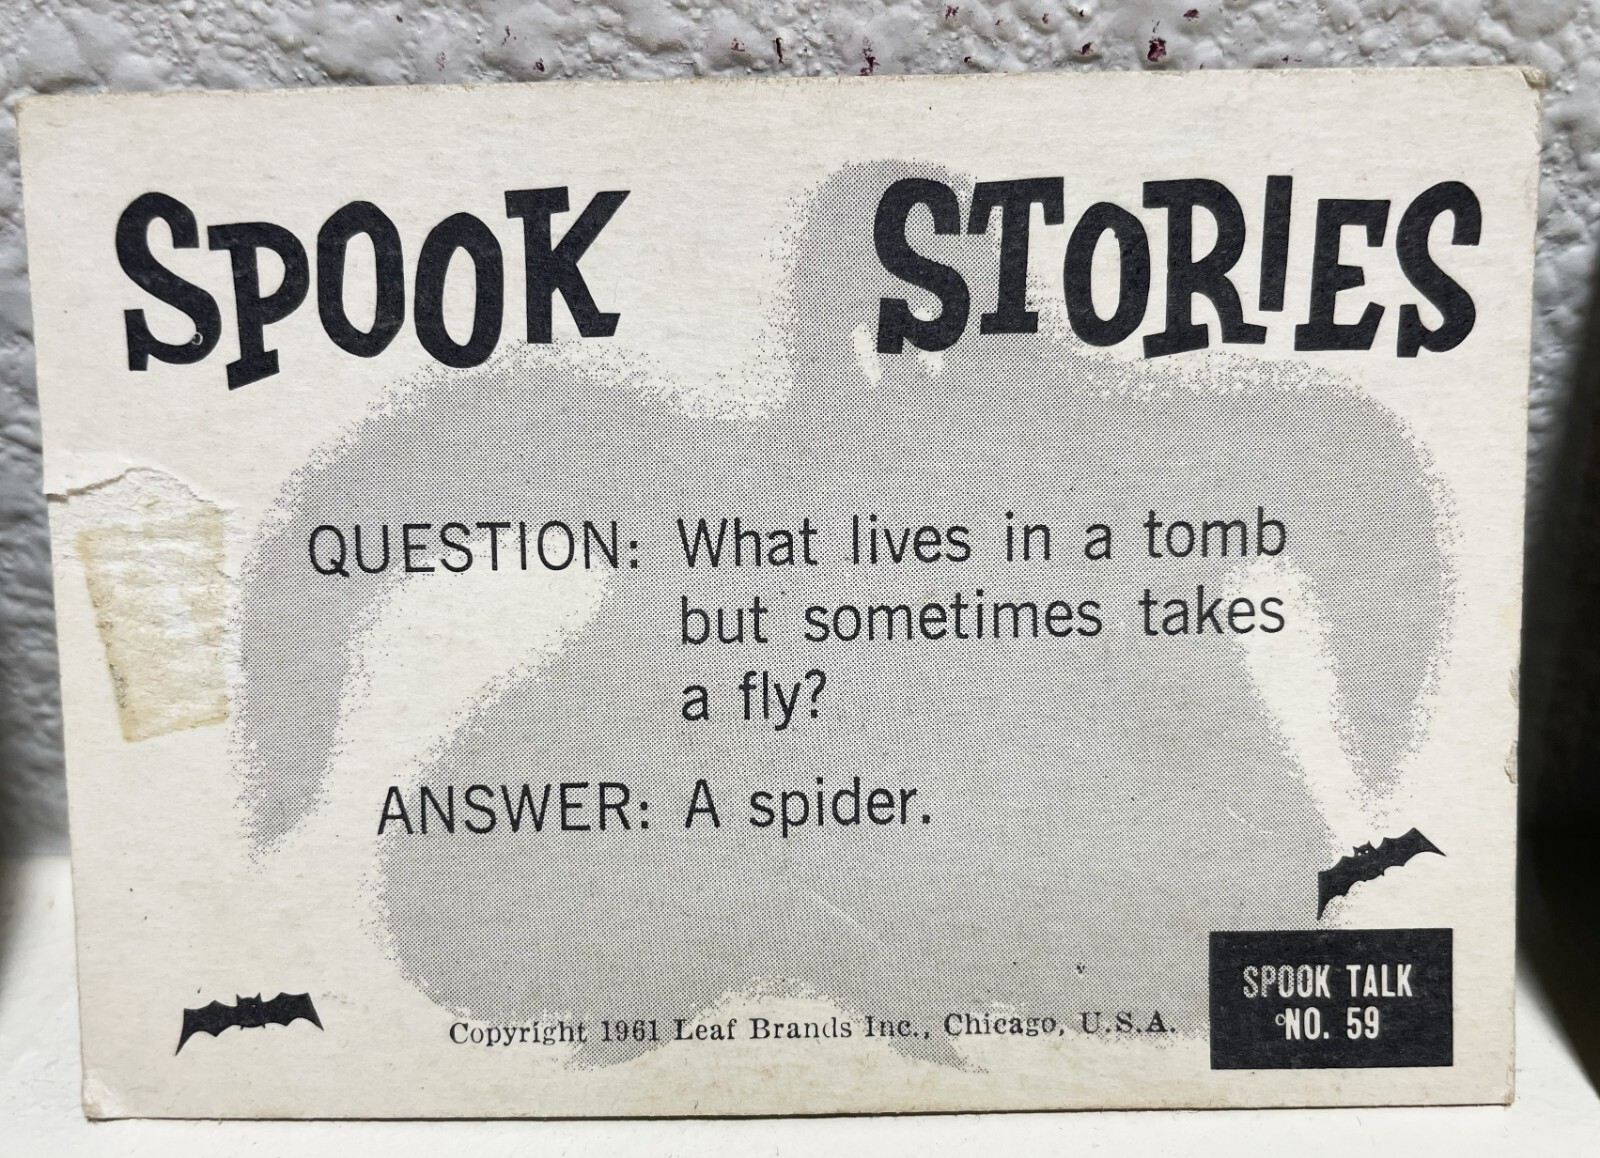 SPOOK STORIES
QUESTION: What lives in a tomb
but sometimes takes
a fly?
ANSWER: A spider.
Copyright 1961 Leaf Brands Inc., Chicago, U.S.A.
SPOOK TALK
NO. 59